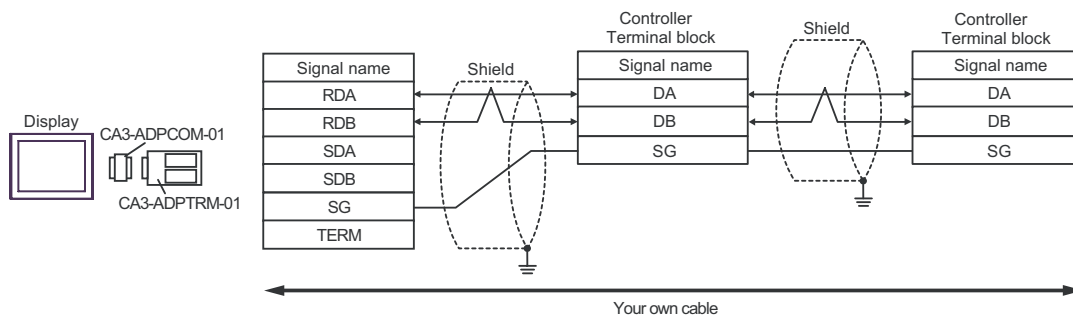 Display
CA3-ADPCOM-01
CA3-ADPTRM-01
Signal name
RDA
RDB
SDA
SDB
SG
TERM
Shield
Controller
Terminal block
Signal name
DA
DB
SG
Shield
Controller
Terminal block
Signal name
DA
DB
SG
Your own cable